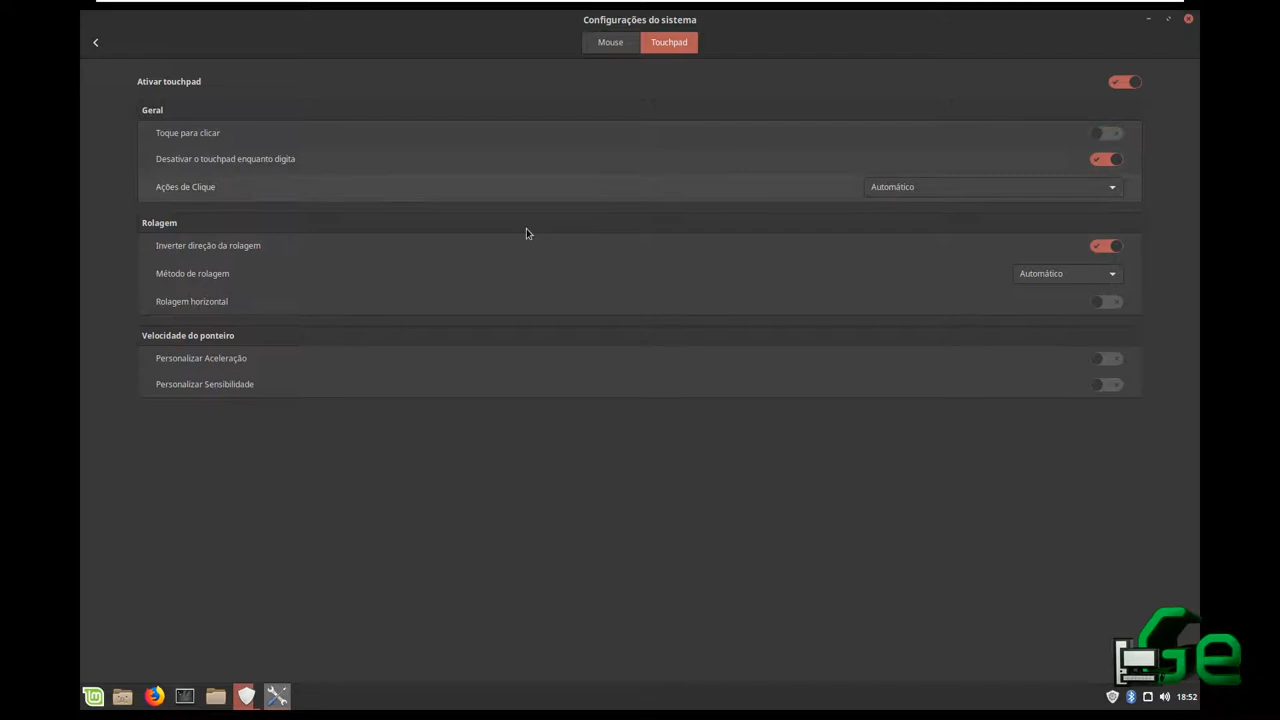 Configurações do sistema
Mouse
Touchpad
Ativar touchpad
Geral
Toque para clicar
Desativar o touchpad enquanto digita
Ações de Clique
Automático
Rolagem
Inverter direção da rolagem
Método de rolagem
Automático
Rolagem horizontal
Velocidade do ponteiro
Personalizar Aceleração
Personalizar Sensibilidade
Ge
18:52